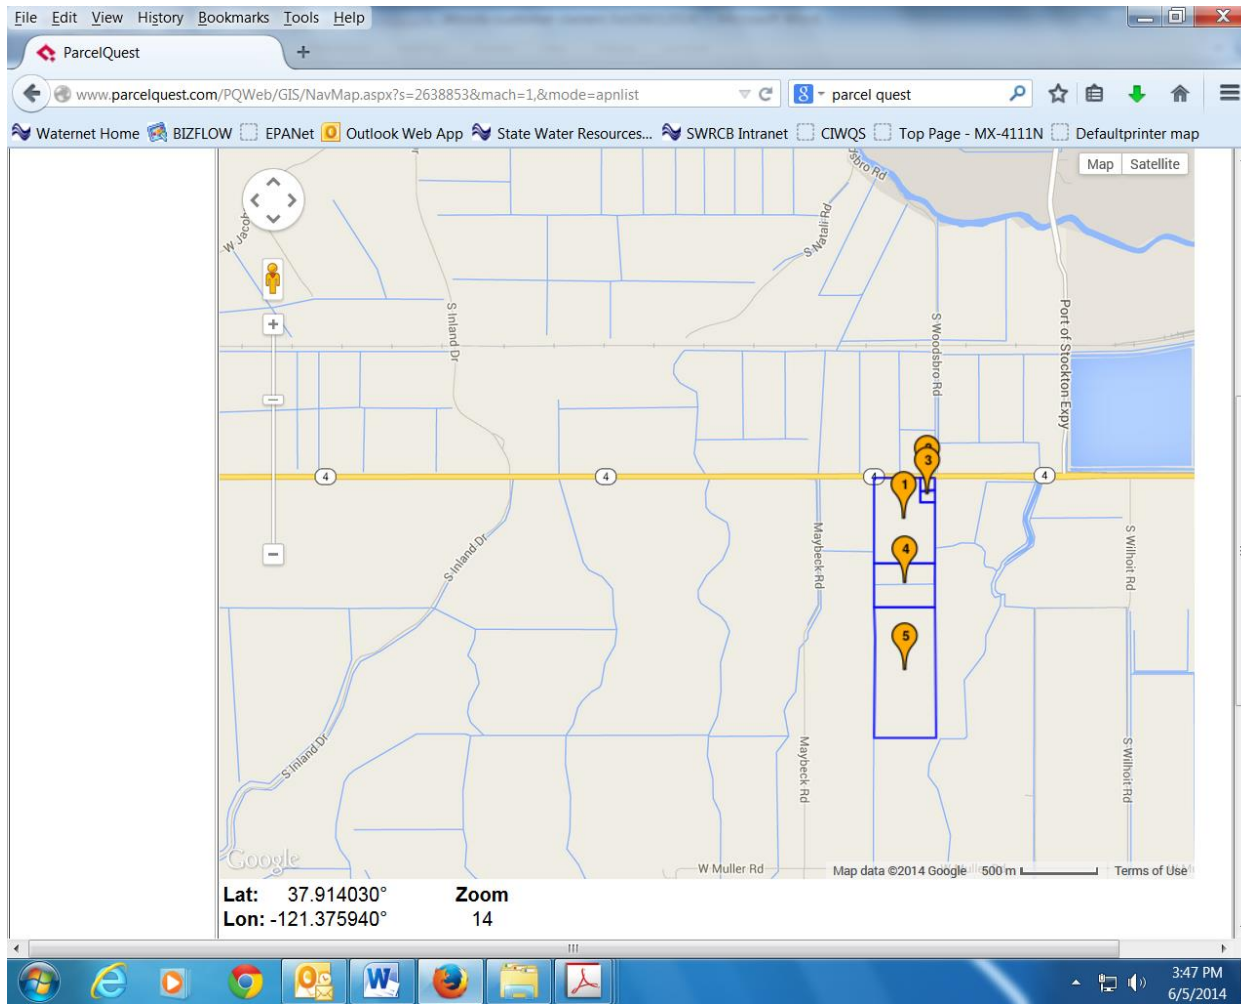 File Edit View History Bookmarks Tools Help
ParcelQuest
www.parcelquest.com/PQWeb/GIS/NavMap.aspx?s=2638853&mach=1,&mode=apnlist
parcel quest
Waternet Home BIZFLOW EPANet Outlook Web App State Water Resources... SWRCB Intranet CIWQS Top Page - MX-4111N Defaultprinter map
Map Satellite
sbro Rd
W Jacob
S Natali Rd
S Inland Dr
S Woodsbro Rd
Port of Stockton Expy
3
4 4 1 4 4
Maybeck Rd
S Inland Dr
4
S Wilhoit Rd
5
S Inland Dr
Maybeck Rd
S Wilhoit Rd
Google
W Muller Rd
Map data ©2014 Google 500 m Terms of Use
Lat: 37.914030° Zoom
Lon: -121.375940° 14
3:47 PM
6/5/2014